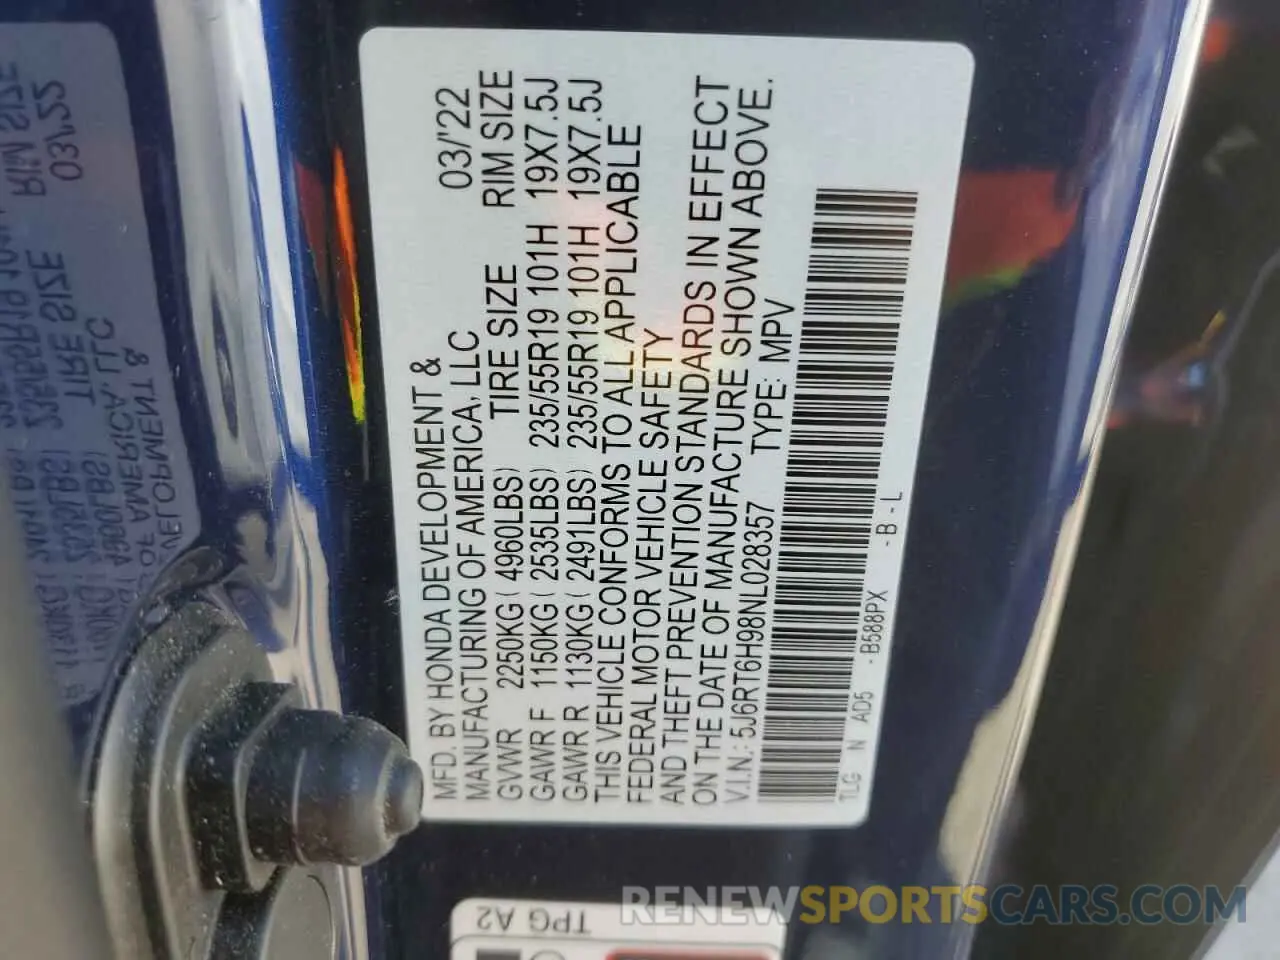 MFD. BY HONDA DEVELOPMENT & 03/'22
MANUFACTURING OF AMERICA, LLC
GVWR 2250KG ( 4960LBS) TIRE SIZE RIM SIZE
GAWR F 1150KG ( 2535LBS) 235/55R19 101H 19X7.5J
GAWR R 1130KG ( 2491LBS) 235/55R19 101H 19X7.5J
THIS VEHICLE CONFORMS TO ALL APPLICABLE
FEDERAL MOTOR VEHICLE SAFETY
AND THEFT PREVENTION STANDARDS IN EFFECT
ON THE DATE OF MANUFACTURE SHOWN ABOVE.
V.I.N.: 5J6RT6H98NL028357 TYPE: MPV
TLG N AD5 - B588PX - B - L
TPG A2
RENEWSPORTSCARS.COM